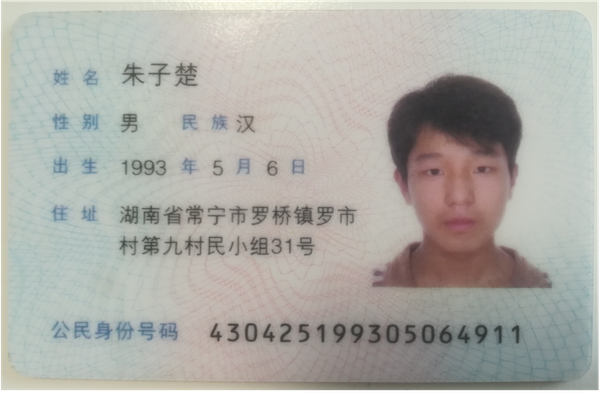 姓名 朱子楚
性别 男 民族 汉
出生 1993 年 5 月 6 日
住址 湖南省常宁市罗桥镇罗市
村第九村民小组31号
公民身份号码 430425199305064911